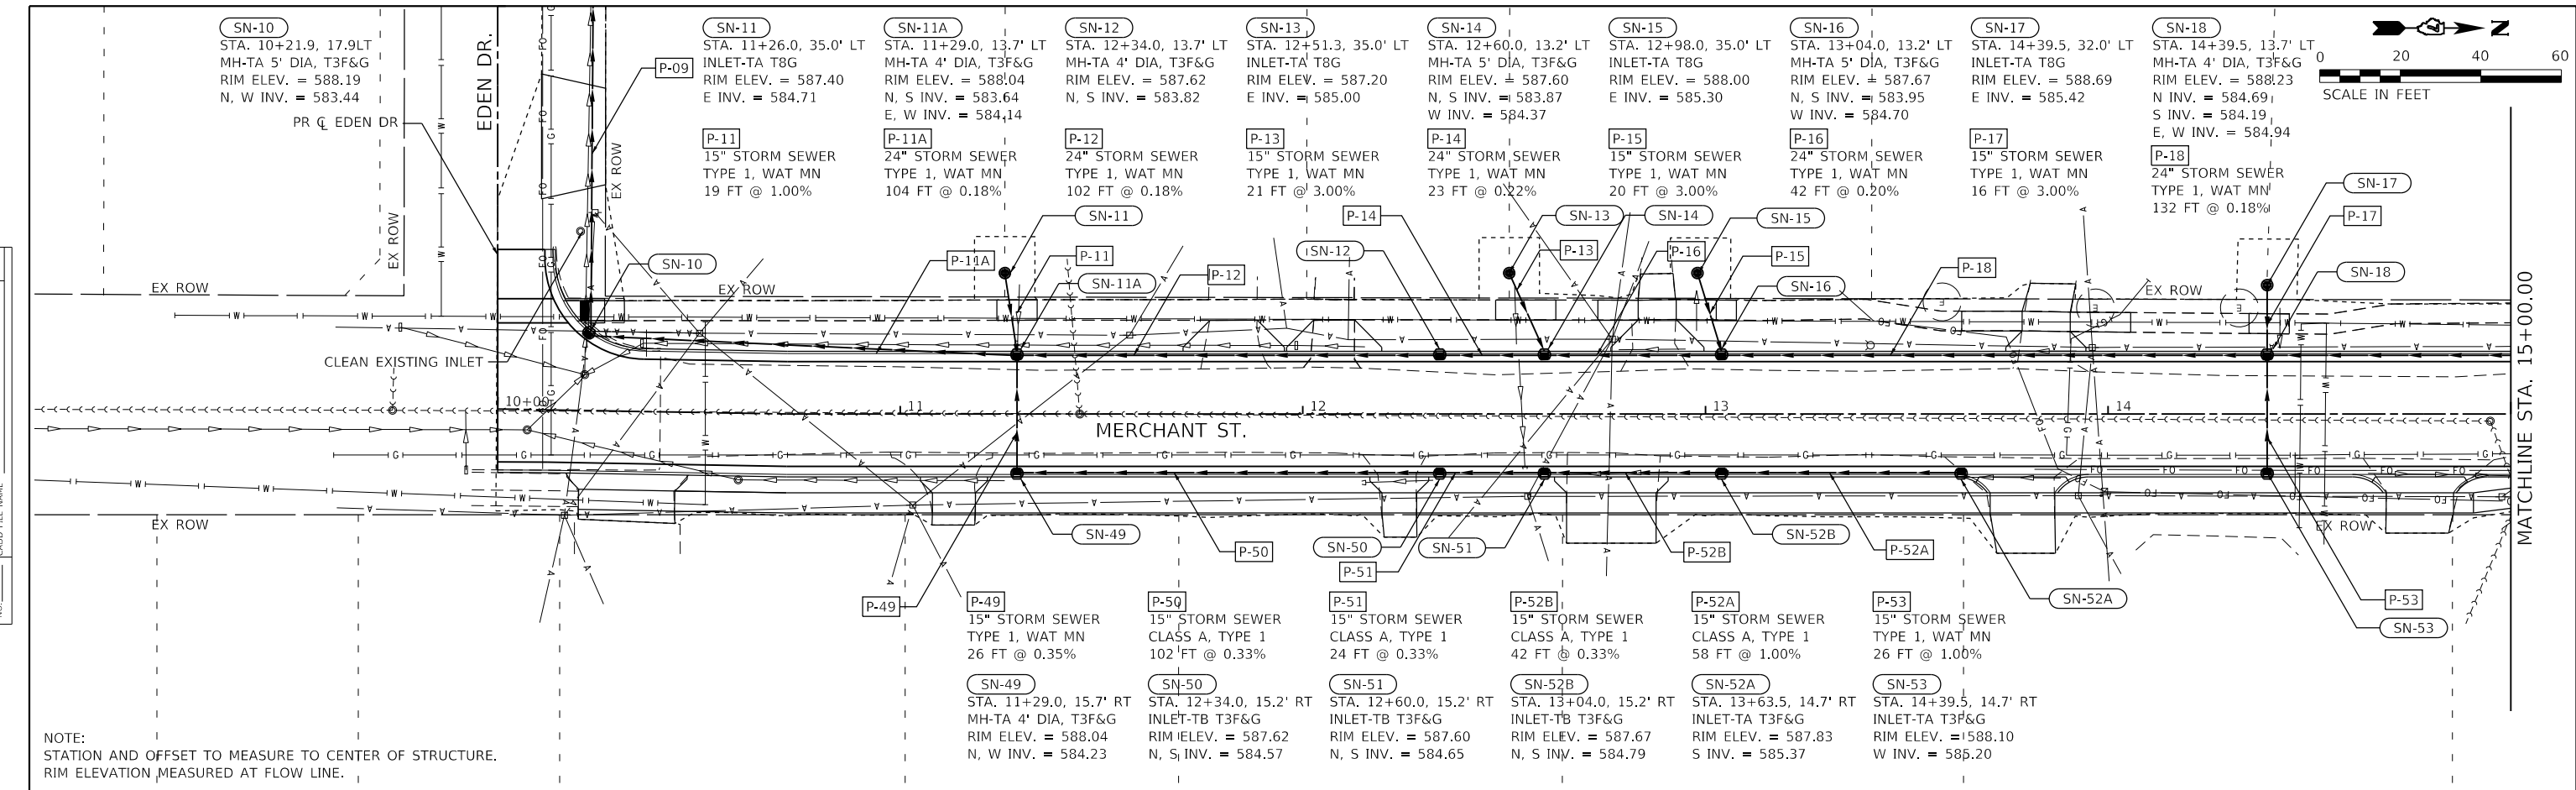 SN-10
STA. 10+21.9, 17.9LT
MH-TA 5' DIA, T3F&G
RIM ELEV. = 588.19
N, W INV. = 583.44
SN-11
STA. 11+26.0, 35.0' LT
INLET-TA T8G
RIM ELEV. = 587.40
E INV. = 584.71
P-11
15" STORM SEWER
TYPE 1, WAT MN
19 FT @ 1.00%
SN-11A
STA. 11+29.0, 13.7' LT
MH-TA 4' DIA, T3F&G
RIM ELEV. = 588.04
N, S INV. = 583.64
E, W INV. = 584.14
P-11A
24" STORM SEWER
TYPE 1, WAT MN
104 FT @ 0.18%
SN-12
STA. 12+34.0, 13.7' LT
MH-TA 4' DIA, T3F&G
RIM ELEV. = 587.62
N, S INV. = 583.82
P-12
24" STORM SEWER
TYPE 1, WAT MN
102 FT @ 0.18%
SN-13
STA. 12+51.3, 35.0' LT
INLET-TA T8G
RIM ELEV. = 587.20
E INV. = 585.00
P-13
15" STORM SEWER
TYPE 1, WAT MN
21 FT @ 3.00%
SN-14
STA. 12+60.0, 13.2' LT
MH-TA 5' DIA, T3F&G
RIM ELEV. = 587.60
N, S INV. = 583.87
W INV. = 584.37
P-14
24" STORM SEWER
TYPE 1, WAT MN
23 FT @ 0.22%
SN-15
STA. 12+98.0, 35.0' LT
INLET-TA T8G
RIM ELEV. = 588.00
E INV. = 585.30
P-15
15" STORM SEWER
TYPE 1, WAT MN
20 FT @ 3.00%
SN-16
STA. 13+04.0, 13.2' LT
MH-TA 5' DIA, T3F&G
RIM ELEV. = 587.67
N, S INV. = 583.95
W INV. = 584.70
P-16
24" STORM SEWER
TYPE 1, WAT MN
42 FT @ 0.20%
SN-17
STA. 14+39.5, 32.0' LT
INLET-TA T8G
RIM ELEV. = 588.69
E INV. = 585.42
P-17
15" STORM SEWER
TYPE 1, WAT MN
16 FT @ 3.00%
SN-18
STA. 14+39.5, 13.7' LT
MH-TA 4' DIA, T3F&G
RIM ELEV. = 588.23
N INV. = 584.69
S INV. = 584.19
E, W INV. = 584.94
P-18
24" STORM SEWER
TYPE 1, WAT MN
132 FT @ 0.18%
N
0 20 40 60
SCALE IN FEET
P-09
EDEN DR.
PR ℄ EDEN DR
EX ROW
EX ROW
SN-11
P-14
SN-13
SN-14
SN-15
SN-17
P-17
SN-10
P-11A
P-11
SN-11A
P-12
SN-12
P-13
P-16
P-15
SN-16
P-18
SN-18
EX ROW
EX ROW
EX ROW
CLEAN EXISTING INLET
10+00
11
12
13
14
MERCHANT ST.
MATCHLINE STA. 15+00.00
EX ROW
EX ROW
SN-49
P-50
SN-50
P-51
SN-51
P-52B
SN-52B
P-52A
SN-52A
P-53
SN-53
P-49
P-49
15" STORM SEWER
TYPE 1, WAT MN
26 FT @ 0.35%
P-50
15" STORM SEWER
CLASS A, TYPE 1
102 FT @ 0.33%
P-51
15" STORM SEWER
CLASS A, TYPE 1
24 FT @ 0.33%
P-52B
15" STORM SEWER
CLASS A, TYPE 1
42 FT @ 0.33%
P-52A
15" STORM SEWER
CLASS A, TYPE 1
58 FT @ 1.00%
P-53
15" STORM SEWER
TYPE 1, WAT MN
26 FT @ 1.00%
SN-49
STA. 11+29.0, 15.7' RT
MH-TA 4' DIA, T3F&G
RIM ELEV. = 588.04
N, W INV. = 584.23
SN-50
STA. 12+34.0, 15.2' RT
INLET-TB T3F&G
RIM ELEV. = 587.62
N, S INV. = 584.57
SN-51
STA. 12+60.0, 15.2' RT
INLET-TB T3F&G
RIM ELEV. = 587.60
N, S INV. = 584.65
SN-52B
STA. 13+04.0, 15.2' RT
INLET-TB T3F&G
RIM ELEV. = 587.67
N, S INV. = 584.79
SN-52A
STA. 13+63.5, 14.7' RT
INLET-TA T3F&G
RIM ELEV. = 587.83
S INV. = 585.37
SN-53
STA. 14+39.5, 14.7' RT
INLET-TA T3F&G
RIM ELEV. = 588.10
W INV. = 585.20
NOTE:
STATION AND OFFSET TO MEASURE TO CENTER OF STRUCTURE.
RIM ELEVATION MEASURED AT FLOW LINE.